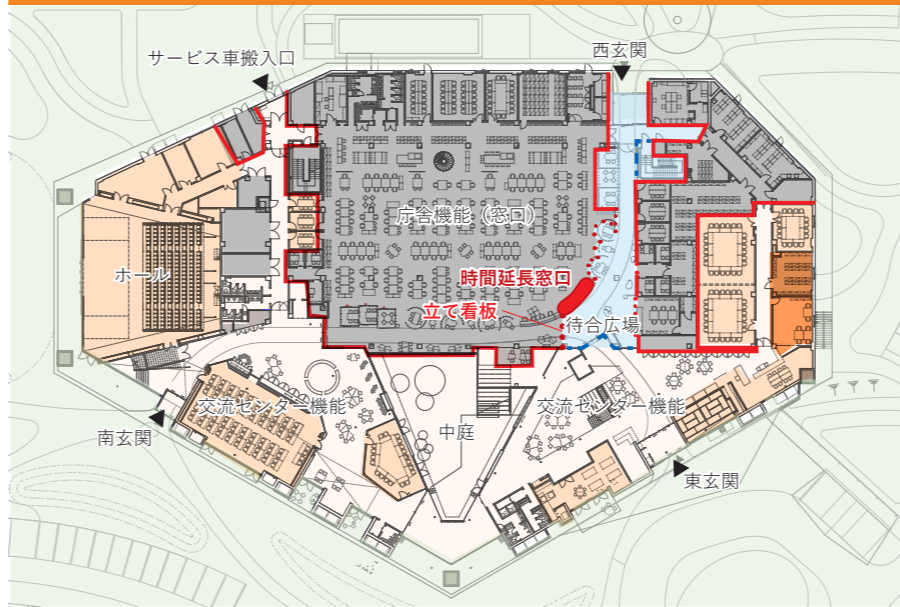 西玄関
サービス車搬入口
庁舎機能（窓口）
ホール
時間延長窓口
立て看板
待合広場
交流センター機能
中庭
交流センター機能
南玄関
東玄関